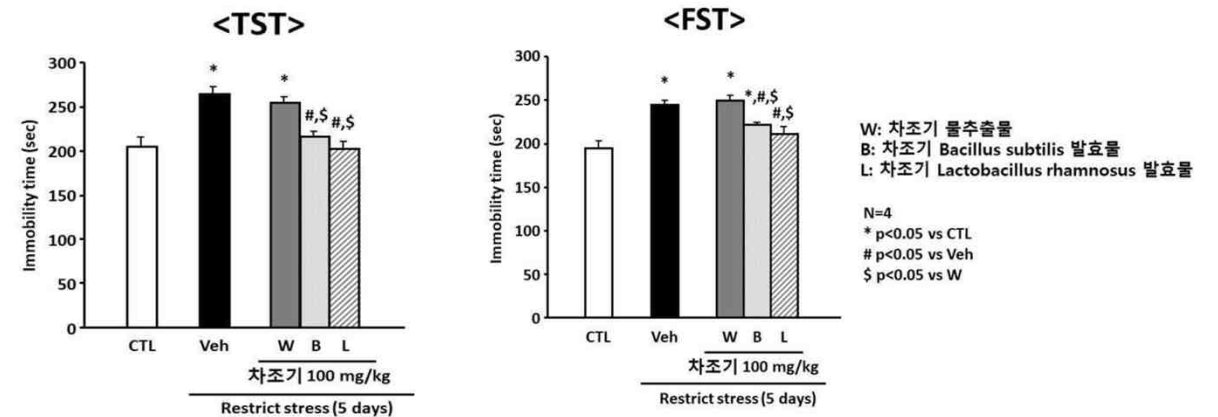 <TST>
Immobility time (sec)
300
250
200
150
100
50
0
*
*
#,$
#,$
CTL
Veh
W
B
L
차조기 100 mg/kg
Restrict stress (5 days)
<FST>
Immobility time (sec)
300
250
200
150
100
50
0
*
*
*,#,$
#,$
CTL
Veh
W
B
L
차조기 100 mg/kg
Restrict stress (5 days)
W: 차조기 물추출물
B: 차조기 Bacillus subtilis 발효물
L: 차조기 Lactobacillus rhamnosus 발효물
N=4
* p<0.05 vs CTL
# p<0.05 vs Veh
$ p<0.05 vs W